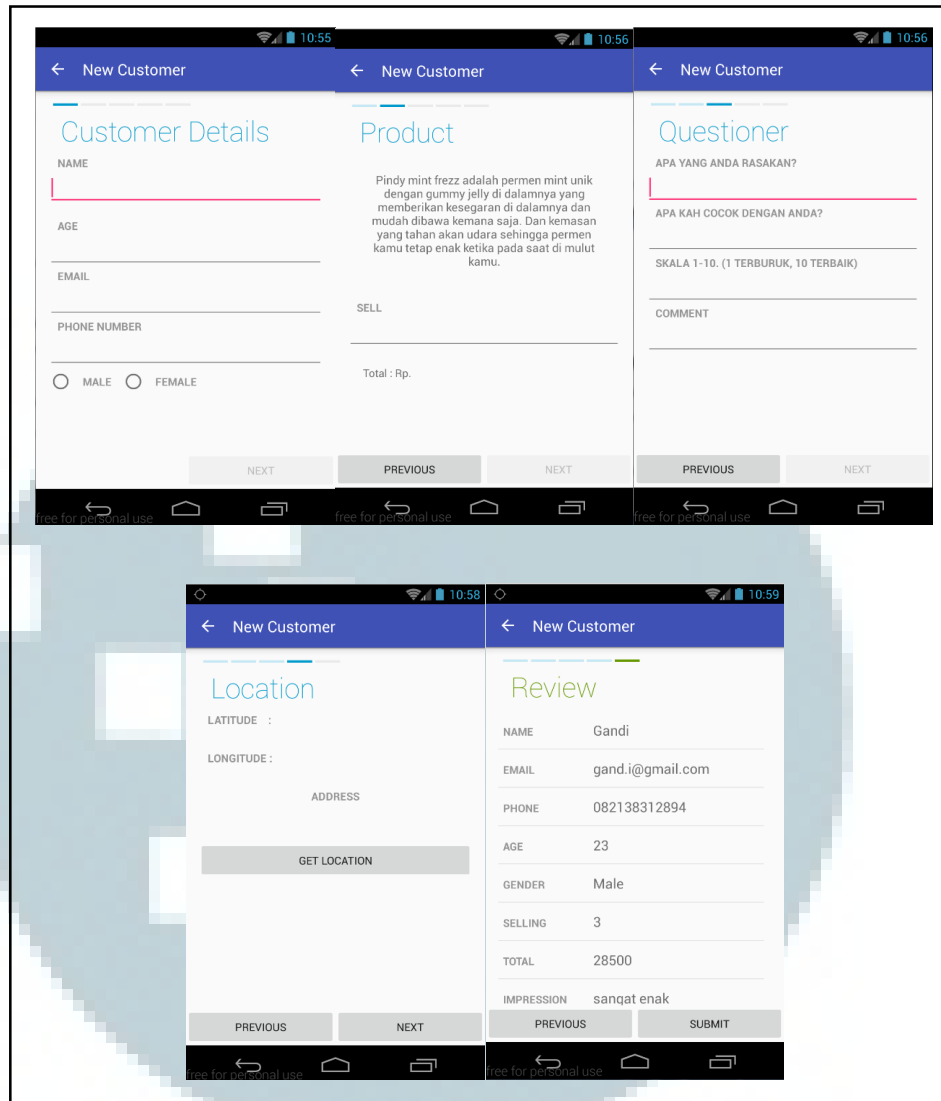 10:55
New Customer
Customer Details
NAME
AGE
EMAIL
PHONE NUMBER
MALE FEMALE
NEXT
free for personal use
10:56
New Customer
Product
Pindy mint frezz adalah permen mint unik
dengan gummy jelly di dalamnya yang
memberikan kesegaran di dalamnya dan
mudah dibawa kemana saja. Dan kemasan
yang tahan akan udara sehingga permen
kamu tetap enak ketika pada saat di mulut
kamu.
SELL
Total : Rp.
PREVIOUS NEXT
free for personal use
10:56
New Customer
Questioner
APA YANG ANDA RASAKAN?
APA KAH COCOK DENGAN ANDA?
SKALA 1-10. (1 TERBURUK, 10 TERBAIK)
COMMENT
PREVIOUS NEXT
free for personal use
10:58
New Customer
Location
LATITUDE :
LONGITUDE :
ADDRESS
GET LOCATION
PREVIOUS NEXT
free for personal use
10:59
New Customer
Review
NAME Gandi
EMAIL gand.i@gmail.com
PHONE 082138312894
AGE 23
GENDER Male
SELLING 3
TOTAL 28500
IMPRESSION sangat enak
PREVIOUS SUBMIT
free for personal use